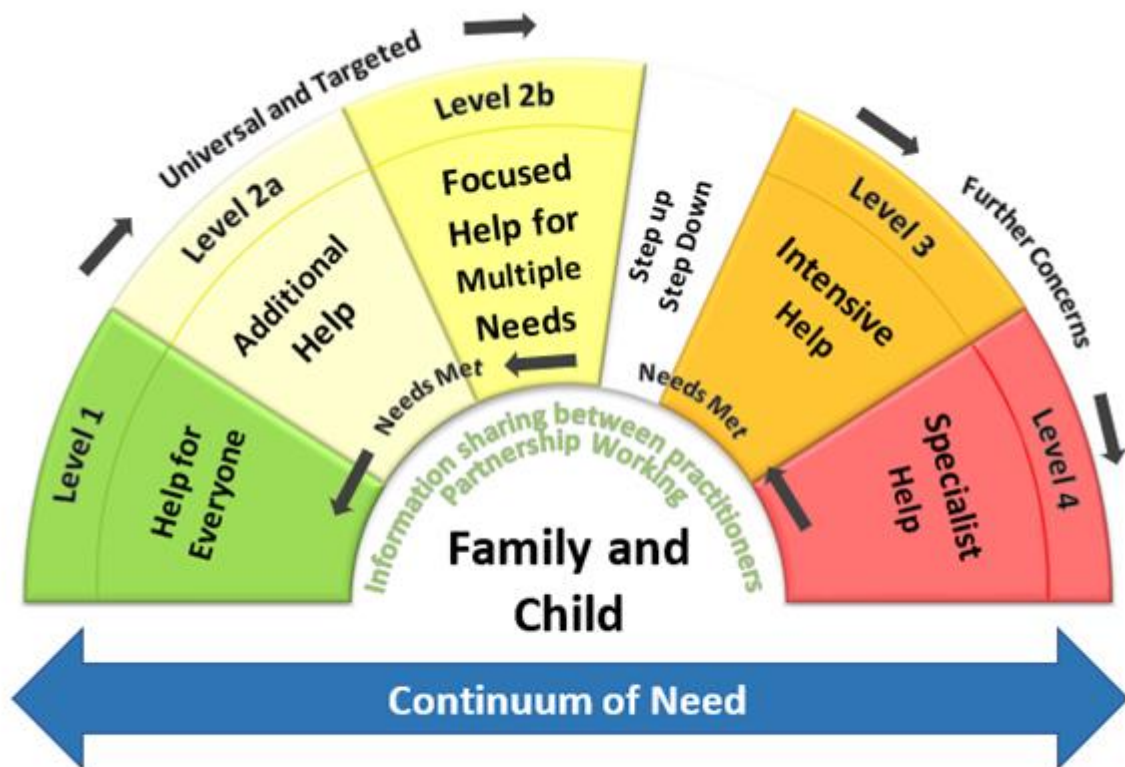 Universal and Targeted
Further Concerns
Level 1
Help for
Everyone
Level 2a
Additional
Help
Level 2b
Focused
Help for
Multiple
Needs
Step up
Step Down
Level 3
Intensive
Help
Level 4
Specialist
Help
Needs Met
Needs Met
Information sharing between practitioners
Partnership Working
Family and
Child
Continuum of Need